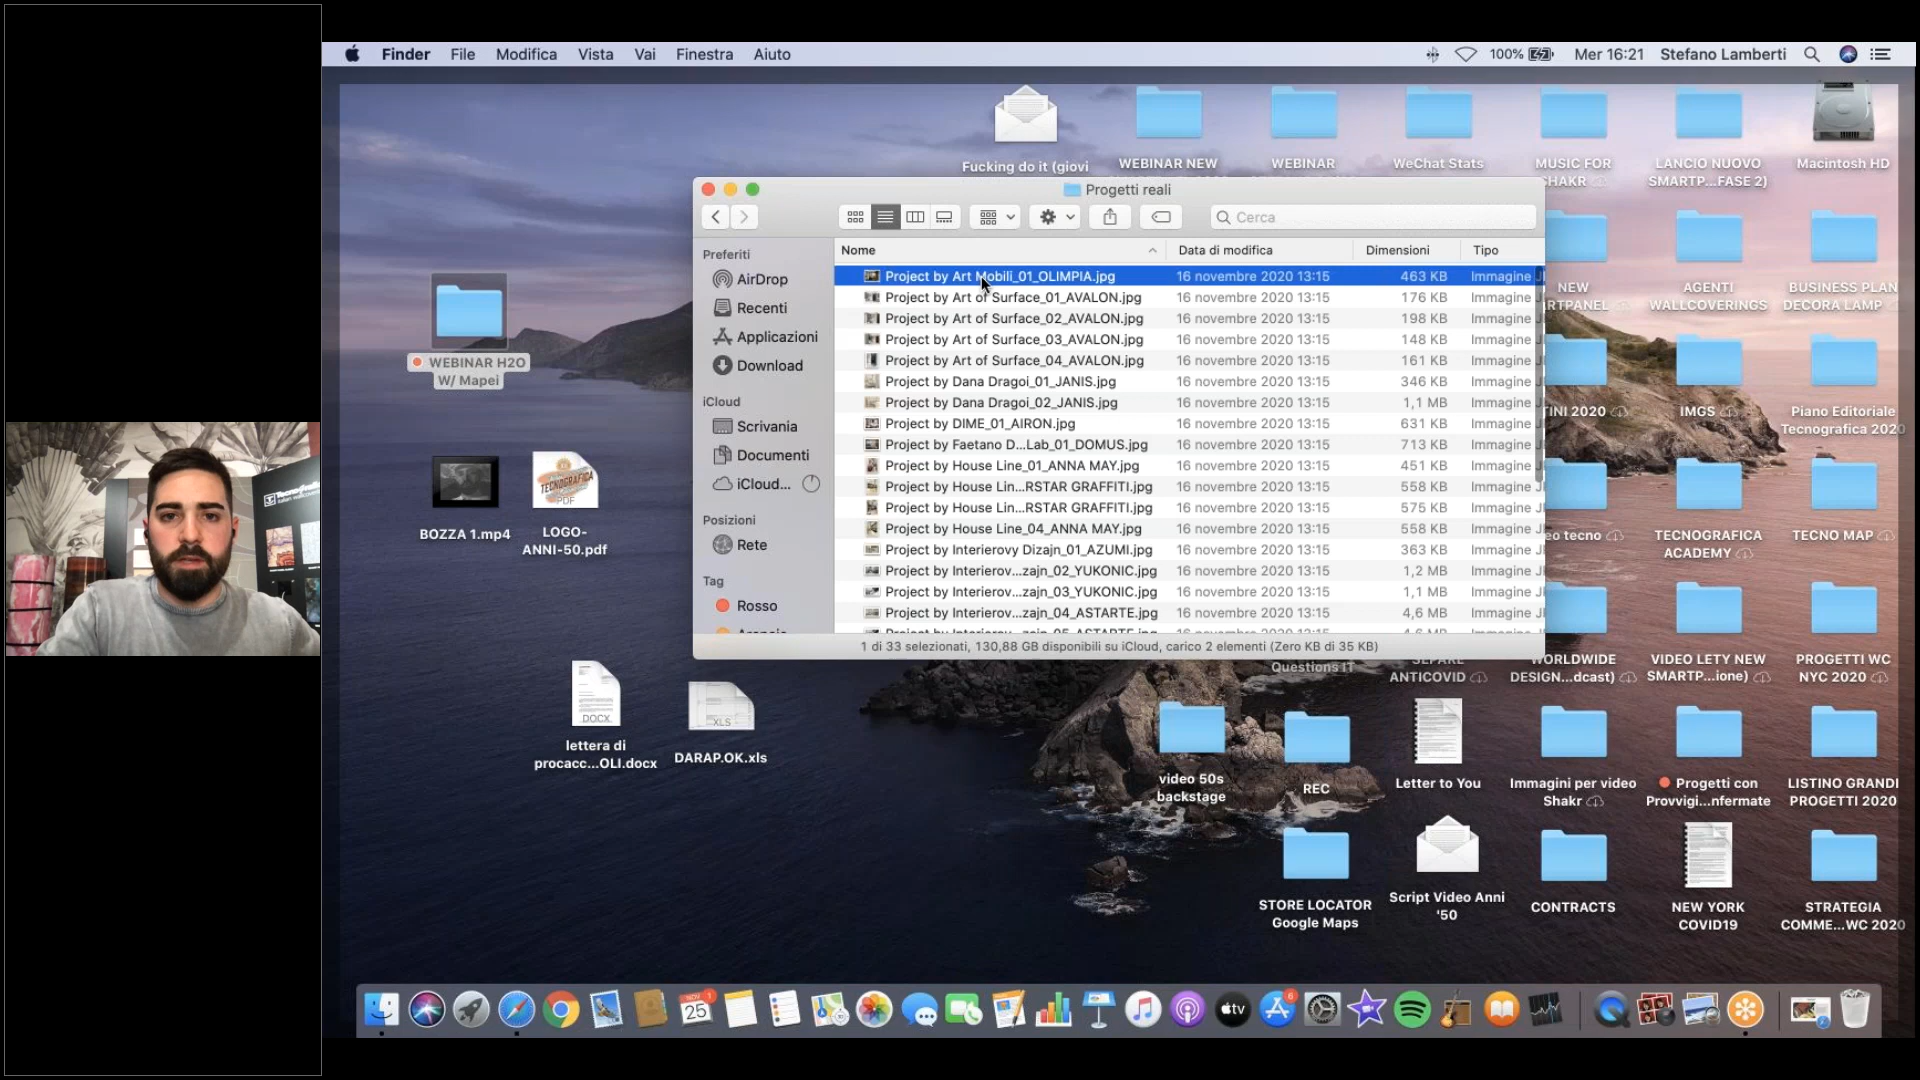 Finder File Modifica Vista Vai Finestra Aiuto
100% Mer 16:21 Stefano Lamberti
Fucking do it (giovi
WEBINAR NEW
WEBINAR
WeChat Stats
MUSIC FOR
SHAKR
LANCIO NUOVO
SMARTP...FASE 2)
Macintosh HD
Progetti reali
Cerca
Preferiti
AirDrop
Recenti
Applicazioni
Download
iCloud
Scrivania
Documenti
iCloud...
Posizioni
Rete
Tag
Rosso
Nome Data di modifica Dimensioni Tipo
Project by Art Mobili_01_OLIMPIA.jpg 16 novembre 2020 13:15 463 KB Immagine J
Project by Art of Surface_01_AVALON.jpg 16 novembre 2020 13:15 176 KB Immagine J
Project by Art of Surface_02_AVALON.jpg 16 novembre 2020 13:15 198 KB Immagine J
Project by Art of Surface_03_AVALON.jpg 16 novembre 2020 13:15 148 KB Immagine J
Project by Art of Surface_04_AVALON.jpg 16 novembre 2020 13:15 161 KB Immagine J
Project by Dana Dragoi_01_JANIS.jpg 16 novembre 2020 13:15 346 KB Immagine J
Project by Dana Dragoi_02_JANIS.jpg 16 novembre 2020 13:15 1,1 MB Immagine J
Project by DIME_01_AIRON.jpg 16 novembre 2020 13:15 631 KB Immagine J
Project by Faetano D...Lab_01_DOMUS.jpg 16 novembre 2020 13:15 713 KB Immagine J
Project by House Line_01_ANNA MAY.jpg 16 novembre 2020 13:15 451 KB Immagine J
Project by House Lin...RSTAR GRAFFITI.jpg 16 novembre 2020 13:15 558 KB Immagine J
Project by House Lin...RSTAR GRAFFITI.jpg 16 novembre 2020 13:15 575 KB Immagine J
Project by House Line_04_ANNA MAY.jpg 16 novembre 2020 13:15 558 KB Immagine J
Project by Interierovy Dizajn_01_AZUMI.jpg 16 novembre 2020 13:15 363 KB Immagine J
Project by Interierov...zajn_02_YUKONIC.jpg 16 novembre 2020 13:15 1,2 MB Immagine J
Project by Interierov...zajn_03_YUKONIC.jpg 16 novembre 2020 13:15 1,1 MB Immagine J
Project by Interierov...zajn_04_ASTARTE.jpg 16 novembre 2020 13:15 4,6 MB Immagine J
1 di 33 selezionati, 130,88 GB disponibili su iCloud, carico 2 elementi (Zero KB di 35 KB)
NEW
RTPANEL
AGENTI
WALLCOVERINGS
BUSINESS PLAN
DECORA LAMP
WEBINAR H2O
W/ Mapei
TINI 2020
IMGS
Piano Editoriale
Tecnografica 2020
TECNOGRAFICA
PDF
BOZZA 1.mp4
LOGO-
ANNI-50.pdf
eo tecno
TECNOGRAFICA
ACADEMY
TECNO MAP
Questions IT
SEPARE
ANTICOVID
WORLDWIDE
DESIGN...dcast)
VIDEO LETY NEW
SMARTP...ione)
PROGETTI WC
NYC 2020
DOCX
XLS
lettera di
procacc...OLI.docx
DARAP.OK.xls
video 50s
backstage
REC
Letter to You
Immagini per video
Shakr
Progetti con
Provvigi...nfermate
LISTINO GRANDI
PROGETTI 2020
STORE LOCATOR
Google Maps
Script Video Anni
'50
CONTRACTS
NEW YORK
COVID19
STRATEGIA
COMME...WC 2020
NOV
25
1
tv
6